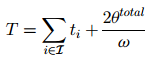 T = \sum_{i \in \mathcal{I}} t_i + \frac{2\theta^{total}}{\omega}